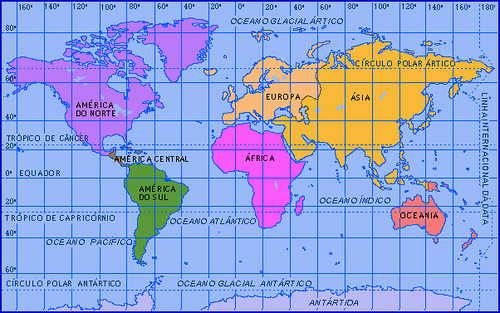 160° 140° 120° 100° 80° 60° 40° 20° 0° 20° 40° 60° 80° 100° 120° 140° 160° 180°
OCEANO GLACIAL ÁRTICO
80°
CÍRCULO POLAR ÁRTICO
60°
EUROPA
ÁSIA
AMÉRICA
DO NORTE
LINHA INTERNACIONAL DA DATA
40°
TRÓPICO DE CÂNCER
20°
AMÉRICA CENTRAL
ÁFRICA
0° EQUADOR
AMÉRICA
DO SUL
OCEANO ÍNDICO
20°
OCEANIA
TRÓPICO DE CAPRICÓRNIO
OCEANO ATLÂNTICO
40°
OCEANO PACÍFICO
60°
CÍRCULO POLAR ANTÁRTICO
OCEANO GLACIAL ANTÁRTICO
ANTÁRTIDA